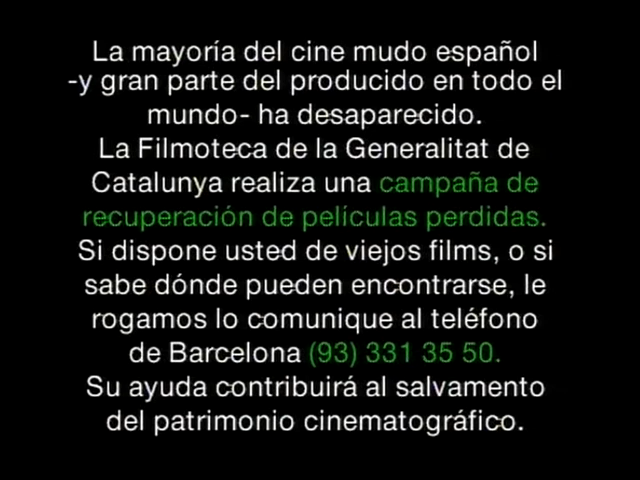 La mayoría del cine mudo español
-y gran parte del producido en todo el
mundo- ha desaparecido.
La Filmoteca de la Generalitat de
Catalunya realiza una campaña de
recuperación de películas perdidas.
Si dispone usted de viejos films, o si
sabe dónde pueden encontrarse, le
rogamos lo comunique al teléfono
de Barcelona (93) 331 35 50.
Su ayuda contribuirá al salvamento
del patrimonio cinematográfico.